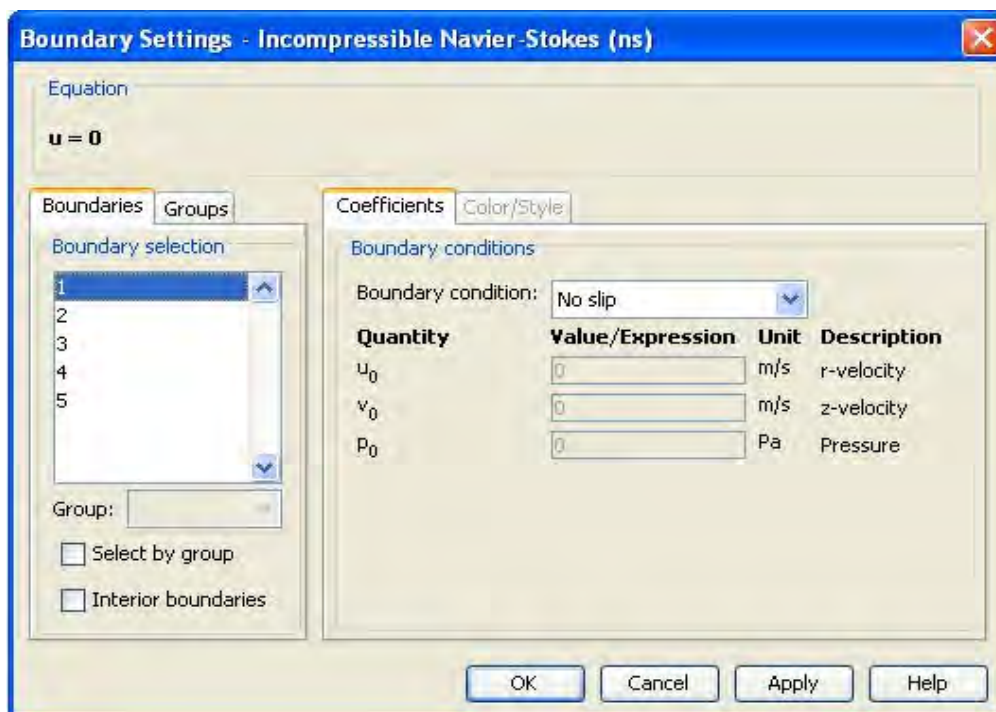 Boundary Settings - Incompressible Navier-Stokes (ns)
Equation
u = 0
Boundaries Groups
Boundary selection
1
2
3
4
5
Group:
Select by group
Interior boundaries
Coefficients Color/Style
Boundary conditions
Boundary condition: No slip
Quantity Value/Expression Unit Description
u₀ 0 m/s r-velocity
v₀ 0 m/s z-velocity
p₀ 0 Pa Pressure
OK Cancel Apply Help